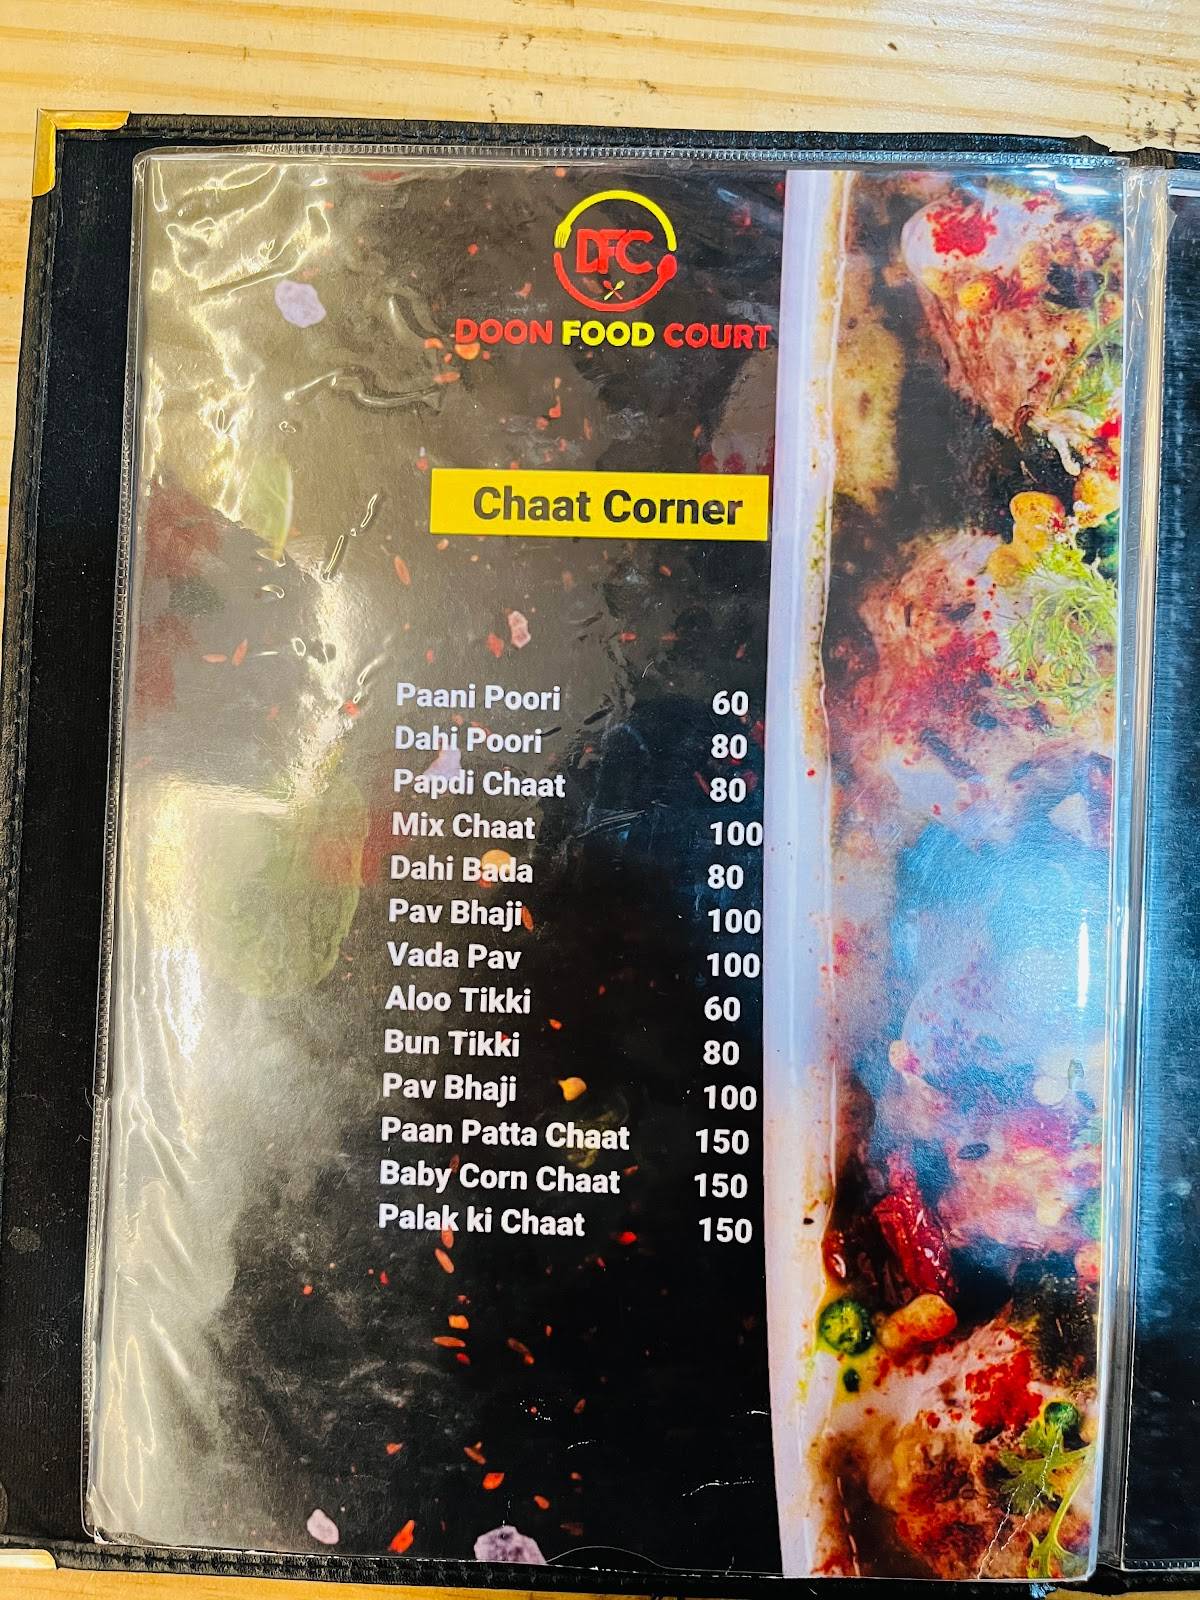 DFC
DOON FOOD COURT
Chaat Corner
Paani Poori 60
Dahi Poori 80
Papdi Chaat 80
Mix Chaat 100
Dahi Bada 80
Pav Bhaji 100
Vada Pav 100
Aloo Tikki 60
Bun Tikki 80
Pav Bhaji 100
Paan Patta Chaat 150
Baby Corn Chaat 150
Palak ki Chaat 150